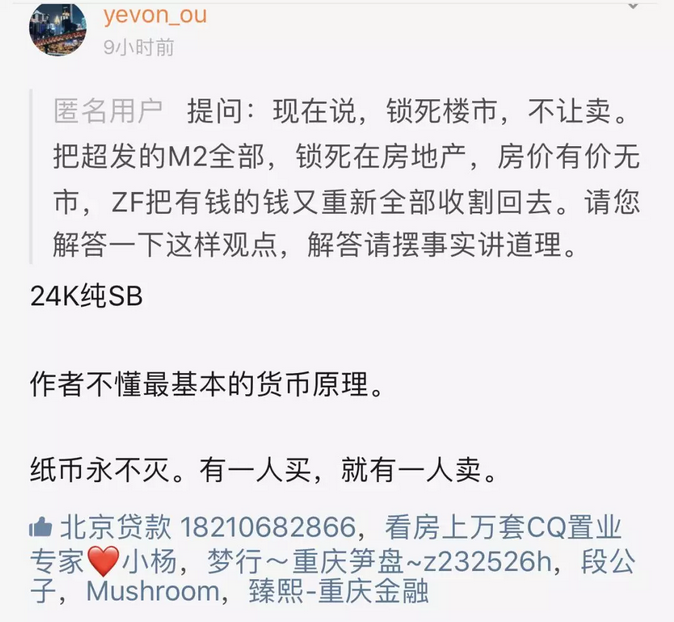 yevon_ou
9小时前
匿名用户 提问：现在说，锁死楼市，不让卖。
把超发的M2全部，锁死在房地产，房价有价无
市，ZF把有钱的钱又重新全部收割回去。请您
解答一下这样观点，解答请摆事实讲道理。
24K纯SB
作者不懂最基本的货币原理。
纸币永不灭。有一人买，就有一人卖。
北京贷款 18210682866，看房上万套CQ置业
专家❤️小杨，梦行～重庆笋盘~z232526h，段公
子，Mushroom，臻熙-重庆金融